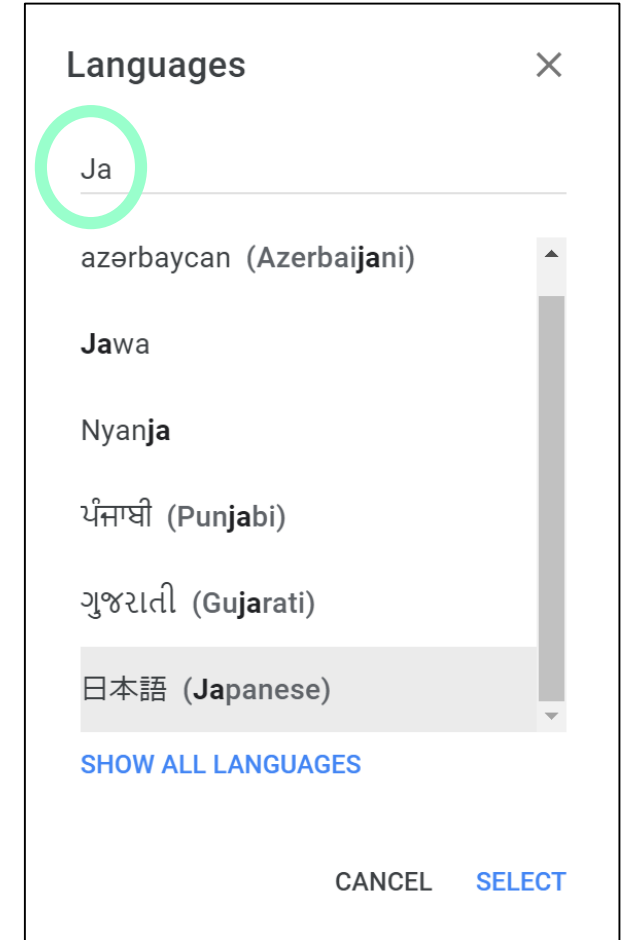 Languages
Ja
azərbaycan (Azerbaijani)
Jawa
Nyanja
ਪੰਜਾਬੀ (Punjabi)
ગુજરાતી (Gujarati)
日本語 (Japanese)
SHOW ALL LANGUAGES
CANCEL SELECT